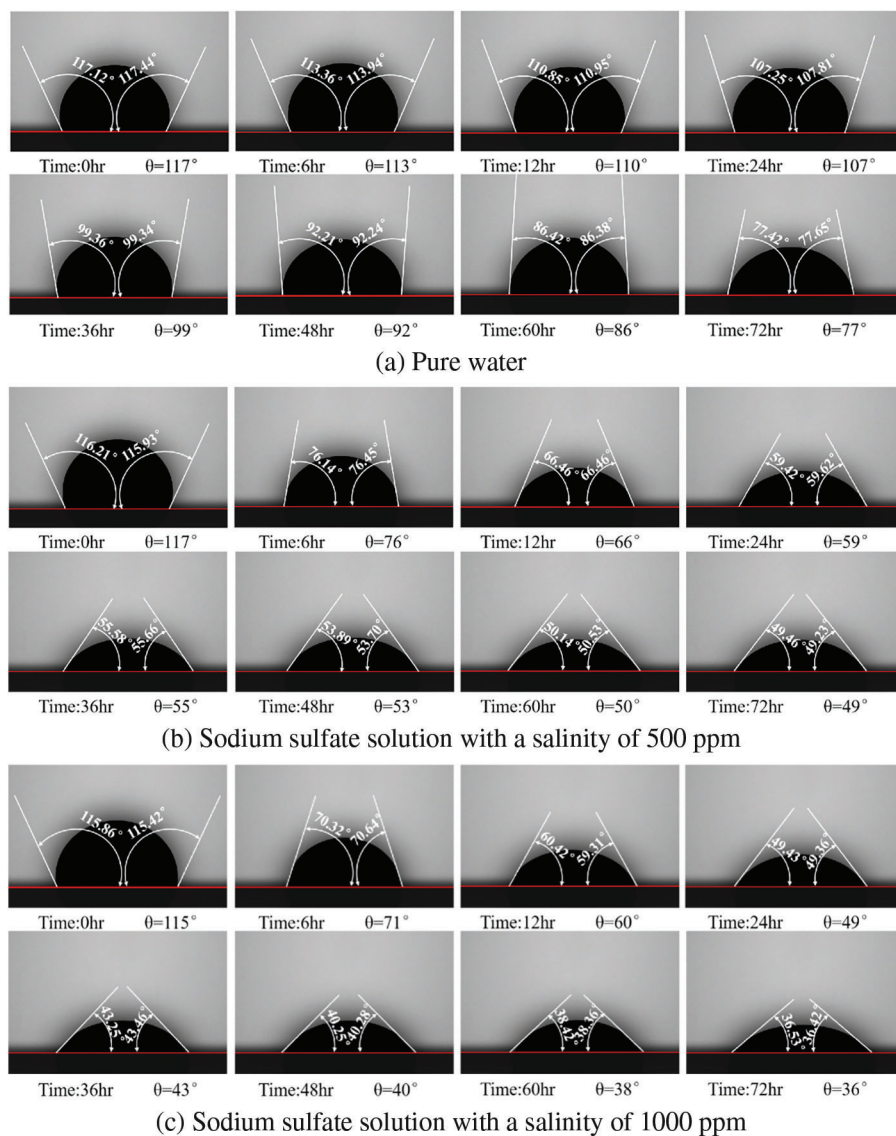 117.12° 117.44° 113.36° 113.94° 110.85° 110.95° 107.25° 107.81°
Time:0hr θ=117° Time:6hr θ=113° Time:12hr θ=110° Time:24hr θ=107°
99.36° 99.34° 92.21° 92.24° 86.42° 86.38° 77.42° 77.65°
Time:36hr θ=99° Time:48hr θ=92° Time:60hr θ=86° Time:72hr θ=77°
(a) Pure water
116.21° 115.93° 76.14° 76.45° 66.46° 66.46° 59.42° 59.62°
Time:0hr θ=117° Time:6hr θ=76° Time:12hr θ=66° Time:24hr θ=59°
55.58° 55.66° 53.89° 53.70° 50.14° 50.53° 49.46° 49.23°
Time:36hr θ=55° Time:48hr θ=53° Time:60hr θ=50° Time:72hr θ=49°
(b) Sodium sulfate solution with a salinity of 500 ppm
115.86° 115.42° 70.32° 70.64° 60.42° 59.31° 49.43° 49.36°
Time:0hr θ=115° Time:6hr θ=71° Time:12hr θ=60° Time:24hr θ=49°
43.25° 43.46° 40.25° 40.28° 38.42° 38.36° 36.53° 36.42°
Time:36hr θ=43° Time:48hr θ=40° Time:60hr θ=38° Time:72hr θ=36°
(c) Sodium sulfate solution with a salinity of 1000 ppm